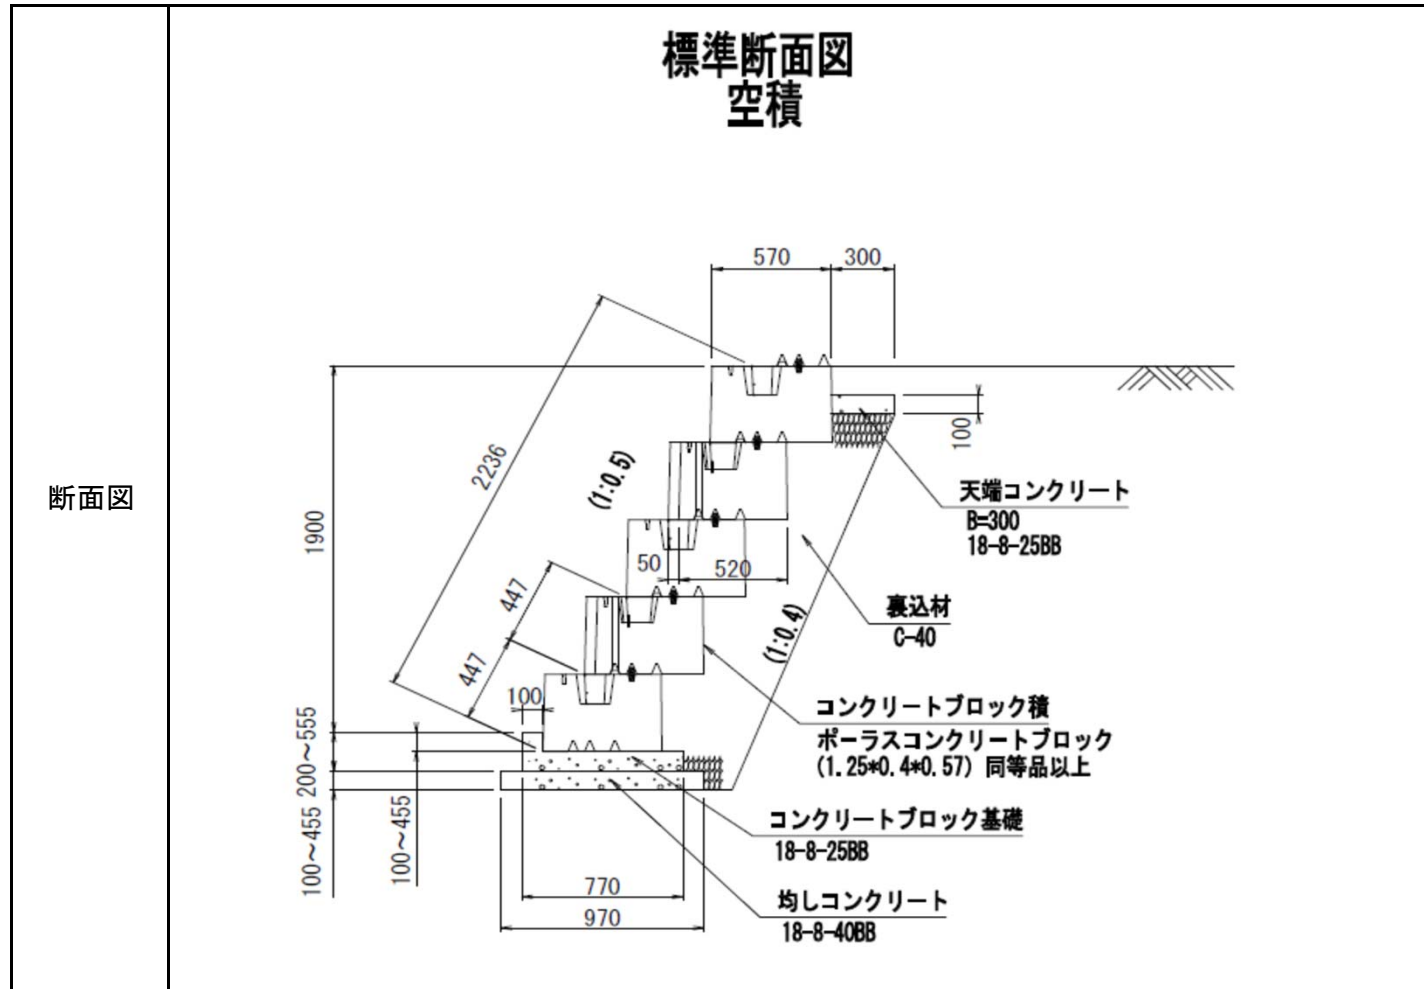 標準断面図
空積
断面図
570
300
2236
(1:0.5)
100
1900
天端コンクリート
B=300
18-8-25BB
50
520
447
裏込材
C-40
(1:0.4)
447
100
コンクリートブロック積
ポーラスコンクリートブロック
(1.25*0.4*0.57) 同等品以上
200～555
100～455
100～455
コンクリートブロック基礎
18-8-25BB
770
970
均しコンクリート
18-8-40BB